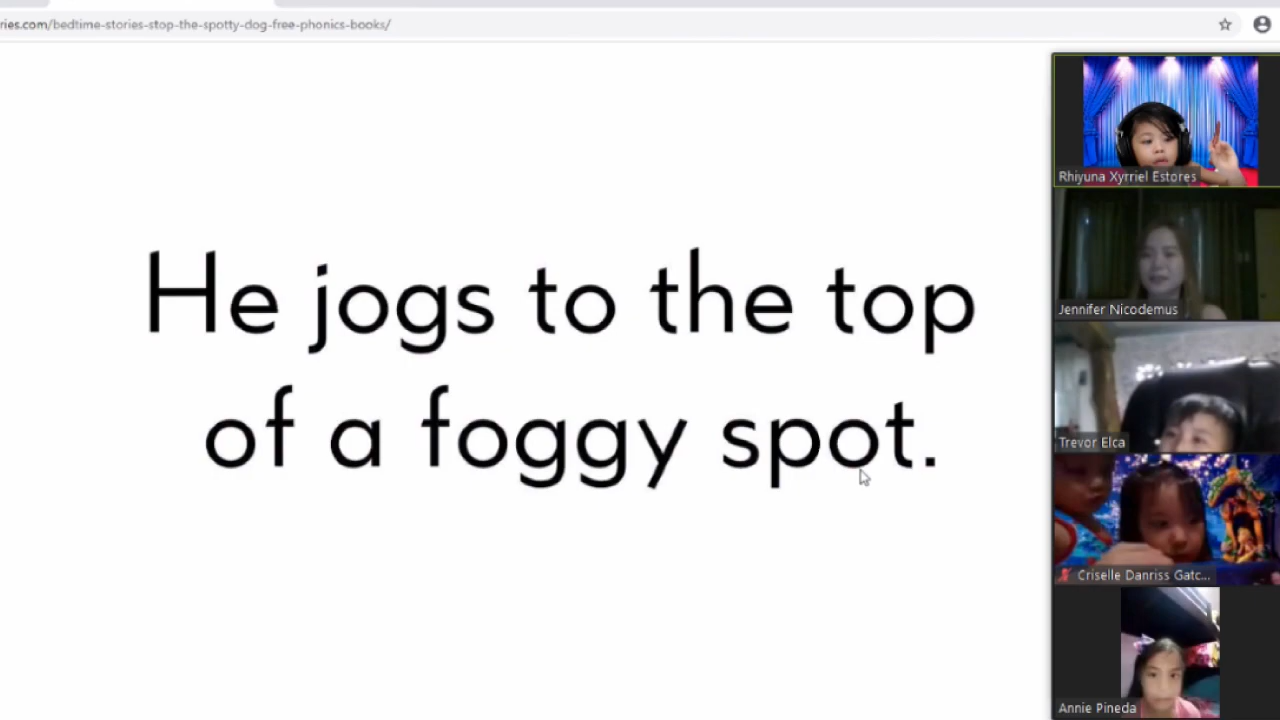 ries.com/bedtime-stories-stop-the-spotty-dog-free-phonics-books/
He jogs to the top
of a foggy spot.
Rhiyuna Xyrriel Estores
Jennifer Nicodemus
Trevor Elca
Criselle Danriss Gatc...
Annie Pineda